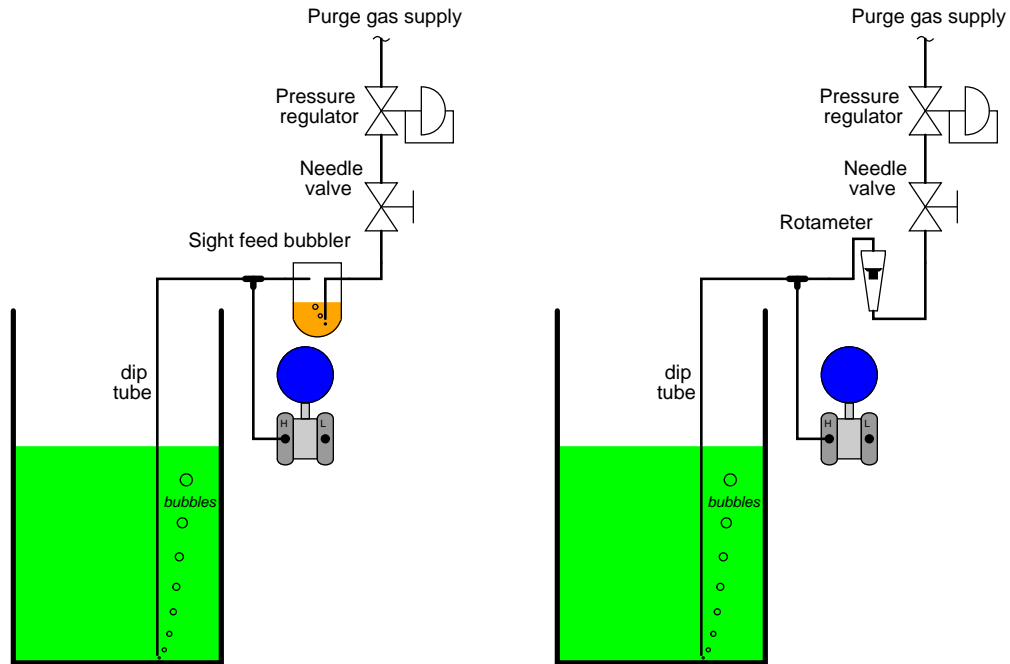 Purge gas supply
Pressure
regulator
Needle
valve
Sight feed bubbler
dip
tube
H
L
bubbles
Purge gas supply
Pressure
regulator
Needle
valve
Rotameter
dip
tube
H
L
bubbles